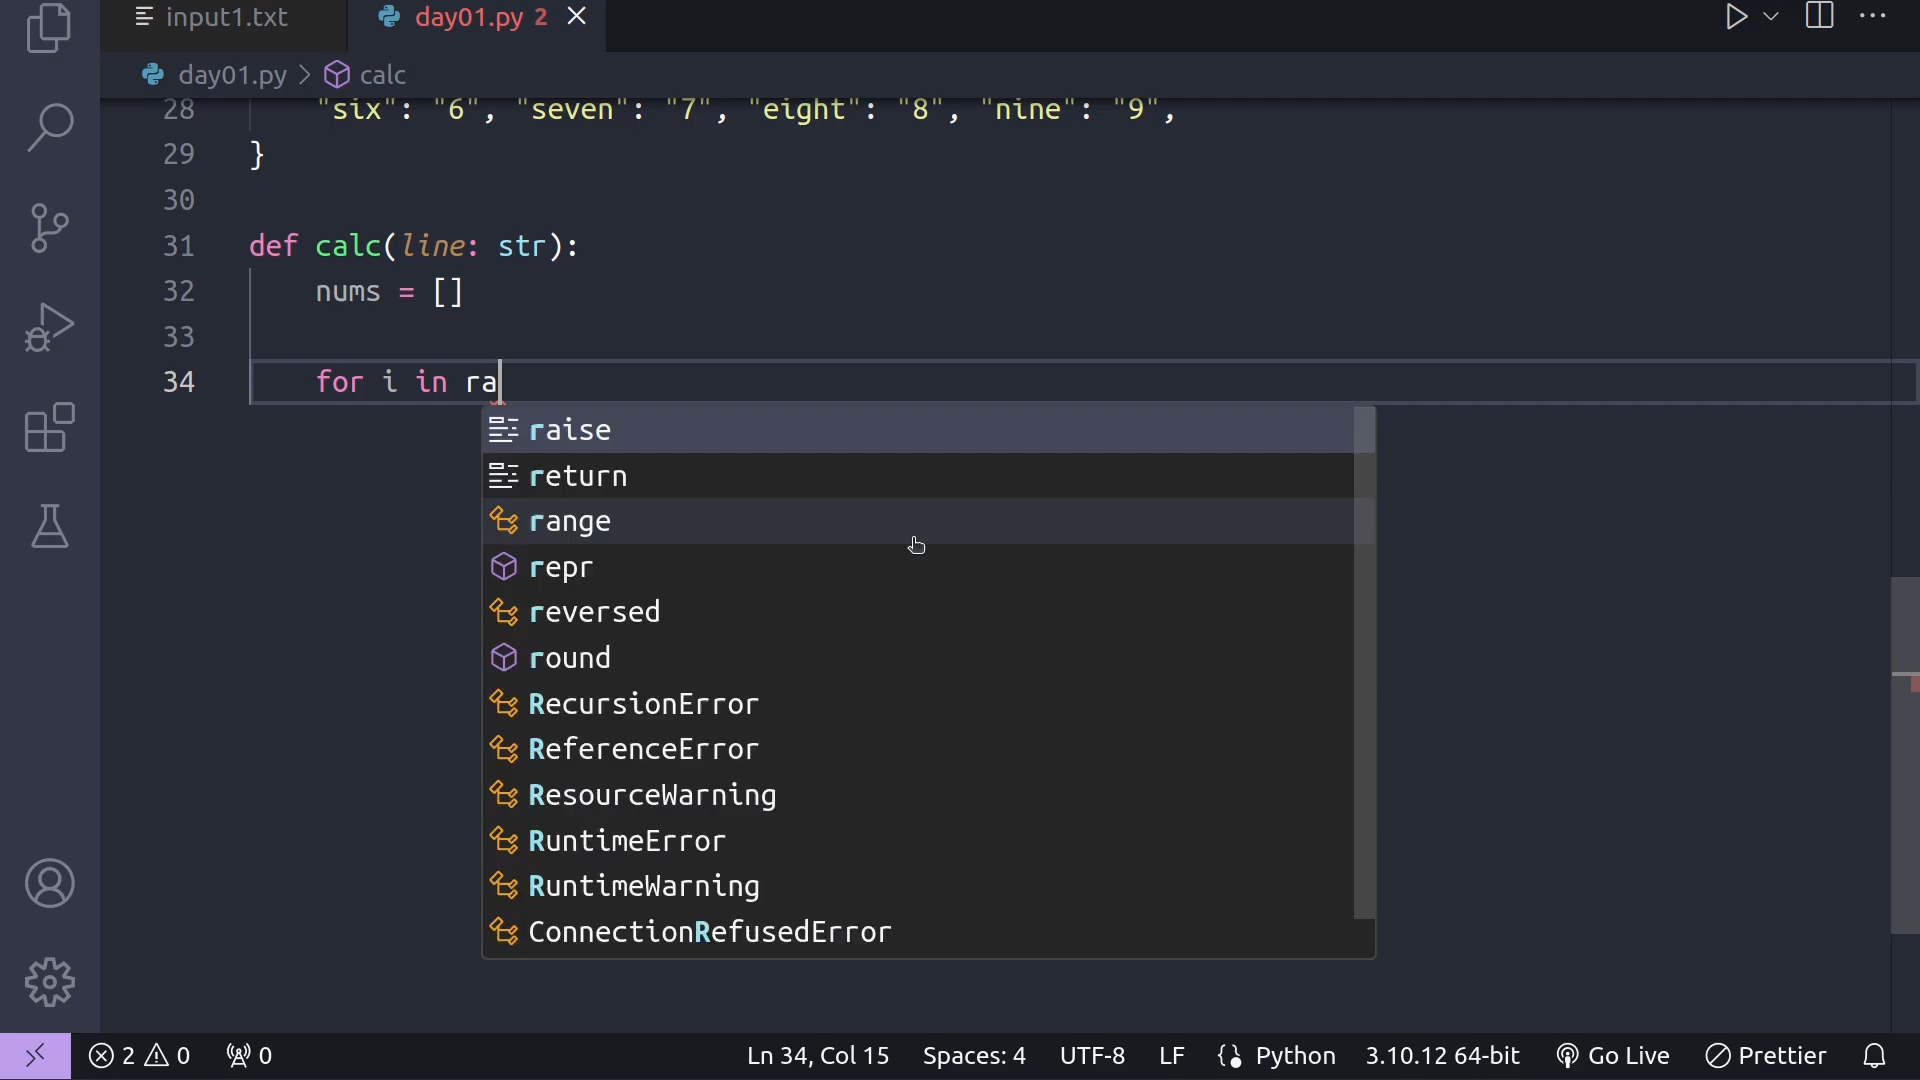 input1.txt
day01.py 2
day01.py > calc
28 "six": "6", "seven": "7", "eight": "8", "nine": "9",
29 }
30
31 def calc(line: str):
32 nums = []
33
34 for i in ra
raise
return
range
repr
reversed
round
RecursionError
ReferenceError
ResourceWarning
RuntimeError
RuntimeWarning
ConnectionRefusedError
2 0 0 Ln 34, Col 15 Spaces: 4 UTF-8 LF Python 3.10.12 64-bit Go Live Prettier